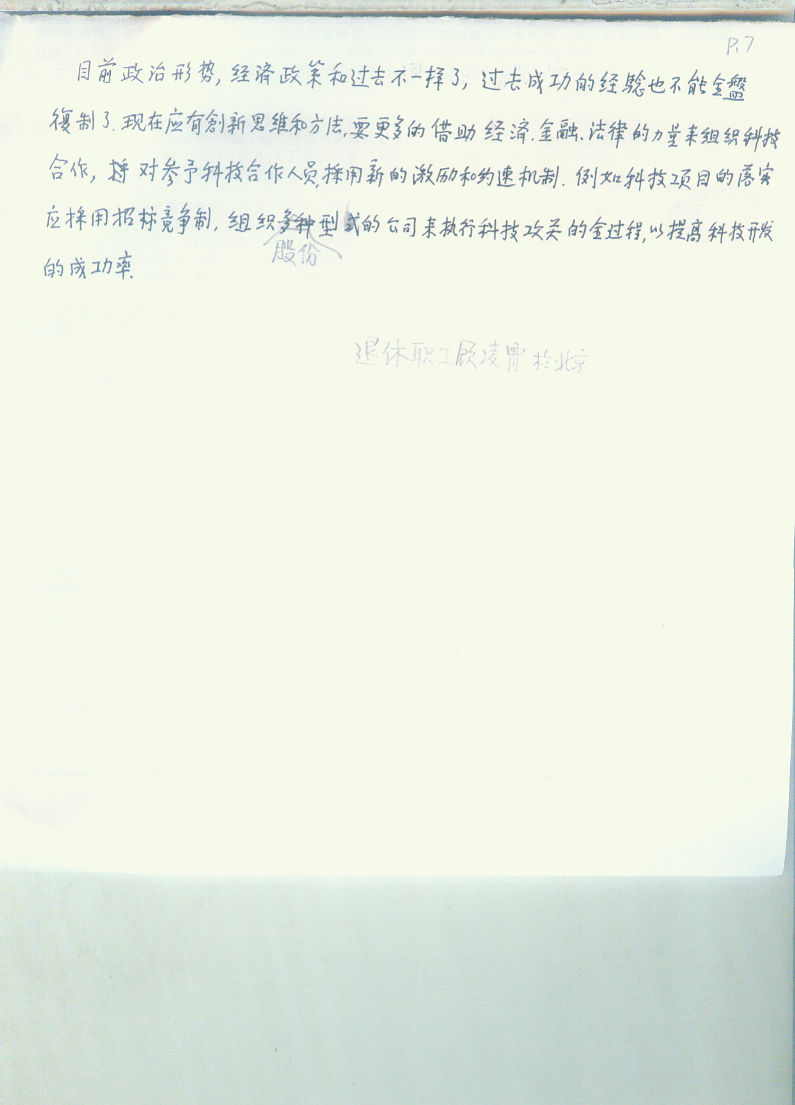 P.7
目前政治形势，经济政策和过去不一择了，过去成功的经验也不能全盤
復制了.现在应有創新思维和方法,要更多的借助经济.金融.法律的力量来组织科技
合作，将对参予科技合作人员,採用新的激励和约速机制.例如科技项目的落实
应採用招标竞争制,组织多种型式的公司来执行科技攻关的全过程,以提高科技开发
股份
的成功率.
退休职工顾凌霄於北京